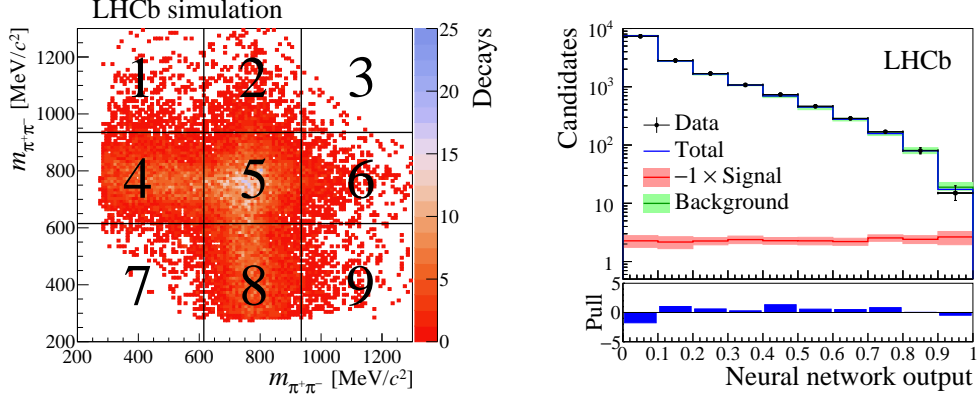 LHCb simulation
m_{π⁺π⁻} [MeV/c²]
1200
1000
800
600
400
200
1 2 3
4 5 6
7 8 9
200 400 600 800 1000 1200
m_{π⁺π⁻} [MeV/c²]
25
20
15
10
5
0
Decays
Candidates
10⁴
10³
10²
10
1
LHCb
Data
Total
−1 × Signal
Background
Pull
5
0
−5
0 0.1 0.2 0.3 0.4 0.5 0.6 0.7 0.8 0.9 1
Neural network output